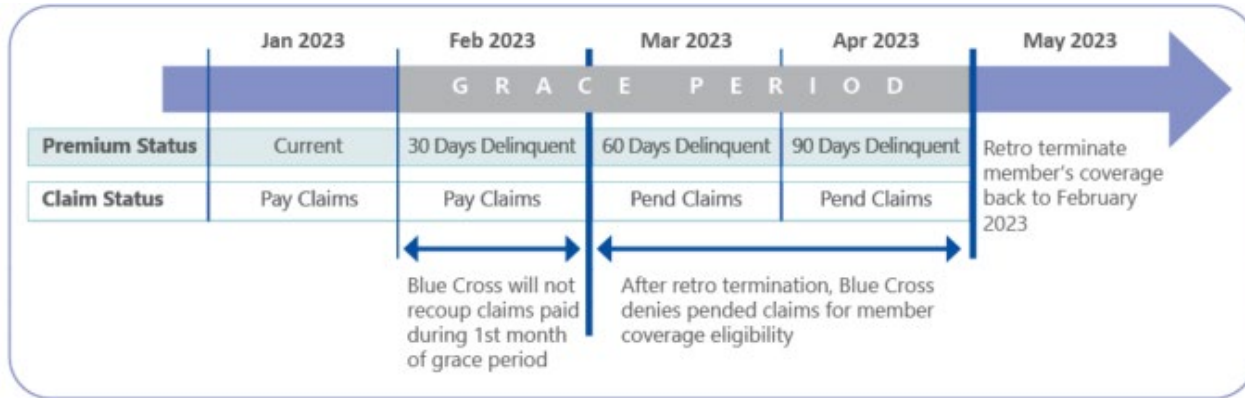 Jan 2023 Feb 2023 Mar 2023 Apr 2023 May 2023
GRACE PERIOD
Premium Status Current 30 Days Delinquent 60 Days Delinquent 90 Days Delinquent
Claim Status Pay Claims Pay Claims Pend Claims Pend Claims
Retro terminate
member's coverage
back to February
2023
Blue Cross will not
recoup claims paid
during 1st month
of grace period
After retro termination, Blue Cross
denies pended claims for member
coverage eligibility